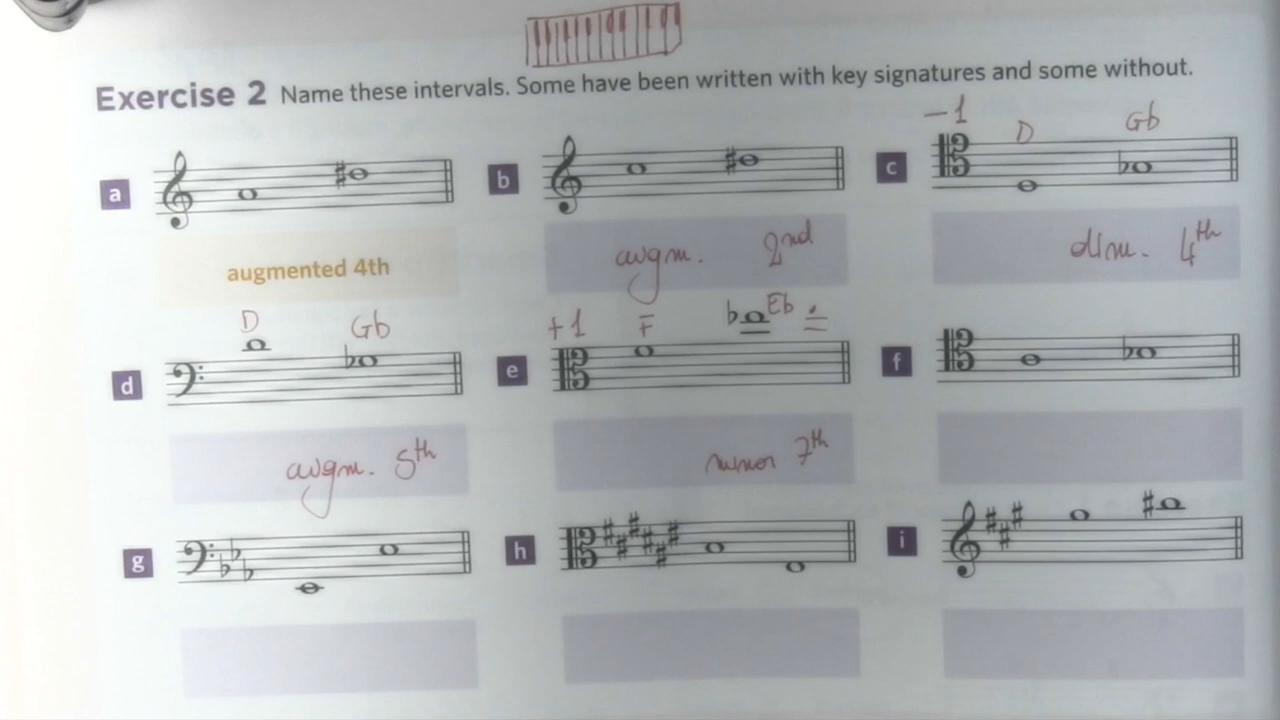 Exercise 2 Name these intervals. Some have been written with key signatures and some without.
a
b
c
-1 D Gb
augmented 4th
augm. 2nd
dim. 4th
d
D Gb
e
+1 F Eb
f
augm. 5th
minor 7th
g
h
i